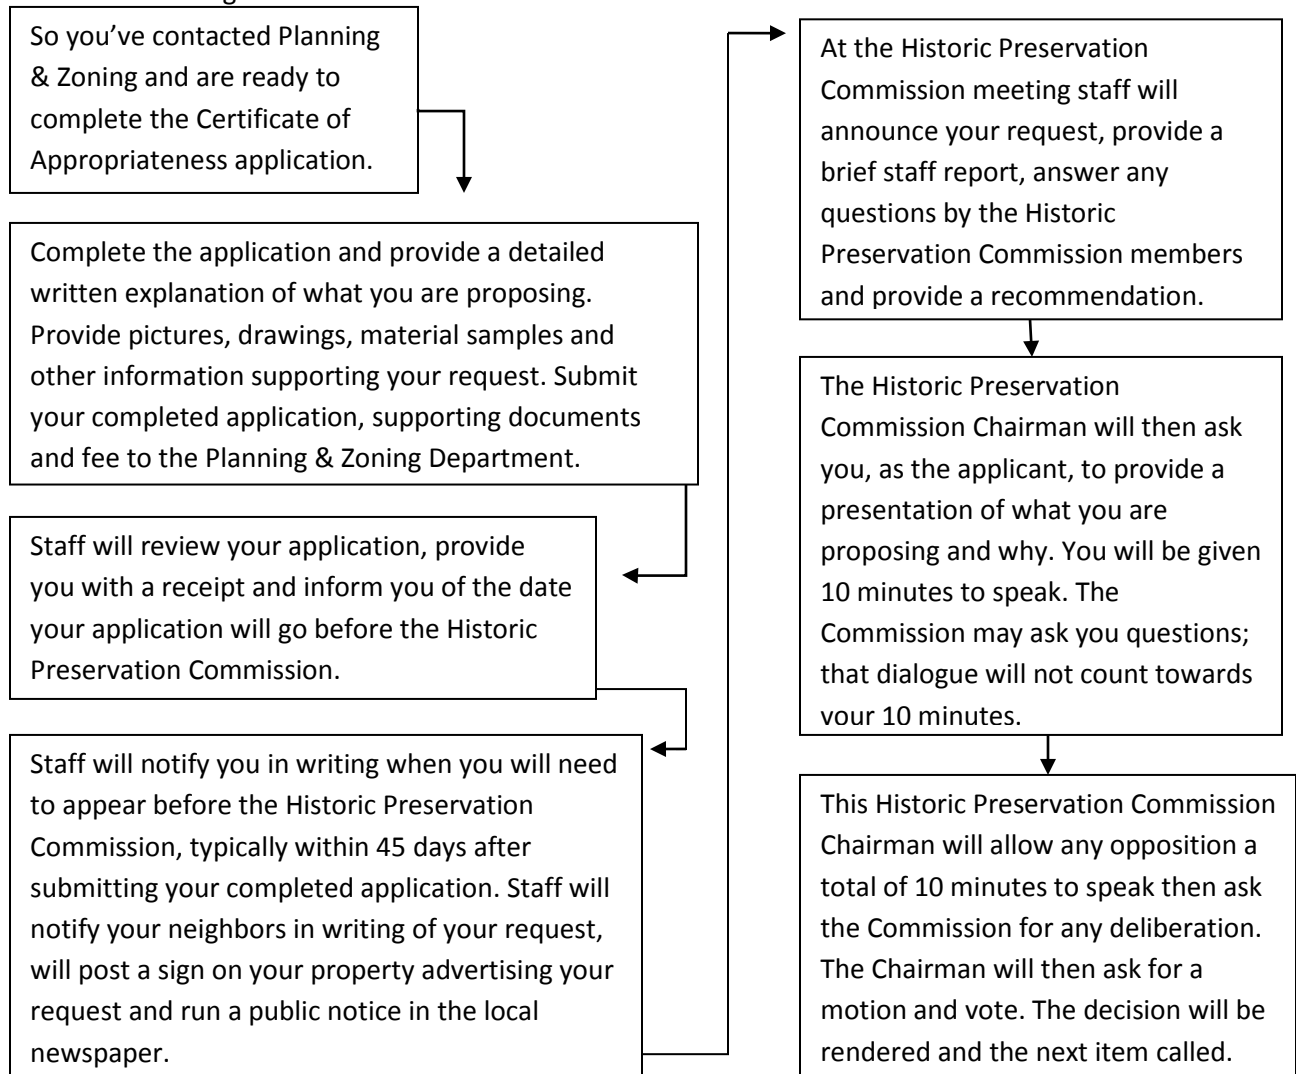 So you’ve contacted Planning
& Zoning and are ready to
complete the Certificate of
Appropriateness application.
Complete the application and provide a detailed
written explanation of what you are proposing.
Provide pictures, drawings, material samples and
other information supporting your request. Submit
your completed application, supporting documents
and fee to the Planning & Zoning Department.
Staff will review your application, provide
you with a receipt and inform you of the date
your application will go before the Historic
Preservation Commission.
Staff will notify you in writing when you will need
to appear before the Historic Preservation
Commission, typically within 45 days after
submitting your completed application. Staff will
notify your neighbors in writing of your request,
will post a sign on your property advertising your
request and run a public notice in the local
newspaper.
At the Historic Preservation
Commission meeting staff will
announce your request, provide a
brief staff report, answer any
questions by the Historic
Preservation Commission members
and provide a recommendation.
The Historic Preservation
Commission Chairman will then ask
you, as the applicant, to provide a
presentation of what you are
proposing and why. You will be given
10 minutes to speak. The
Commission may ask you questions;
that dialogue will not count towards
your 10 minutes.
This Historic Preservation Commission
Chairman will allow any opposition a
total of 10 minutes to speak then ask
the Commission for any deliberation.
The Chairman will then ask for a
motion and vote. The decision will be
rendered and the next item called.